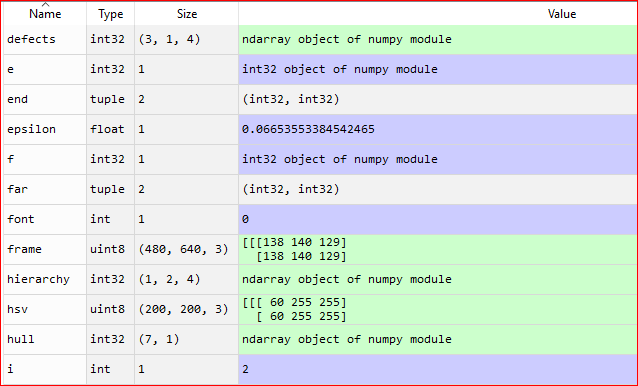 Name Type Size Value
defects int32 (3, 1, 4) ndarray object of numpy module
e int32 1 int32 object of numpy module
end tuple 2 (int32, int32)
epsilon float 1 0.06653553384542465
f int32 1 int32 object of numpy module
far tuple 2 (int32, int32)
font int 1 0
frame uint8 (480, 640, 3) [[[138 140 129]
[138 140 129]
hierarchy int32 (1, 2, 4) ndarray object of numpy module
hsv uint8 (200, 200, 3) [[[ 60 255 255]
[ 60 255 255]
hull int32 (7, 1) ndarray object of numpy module
i int 1 2